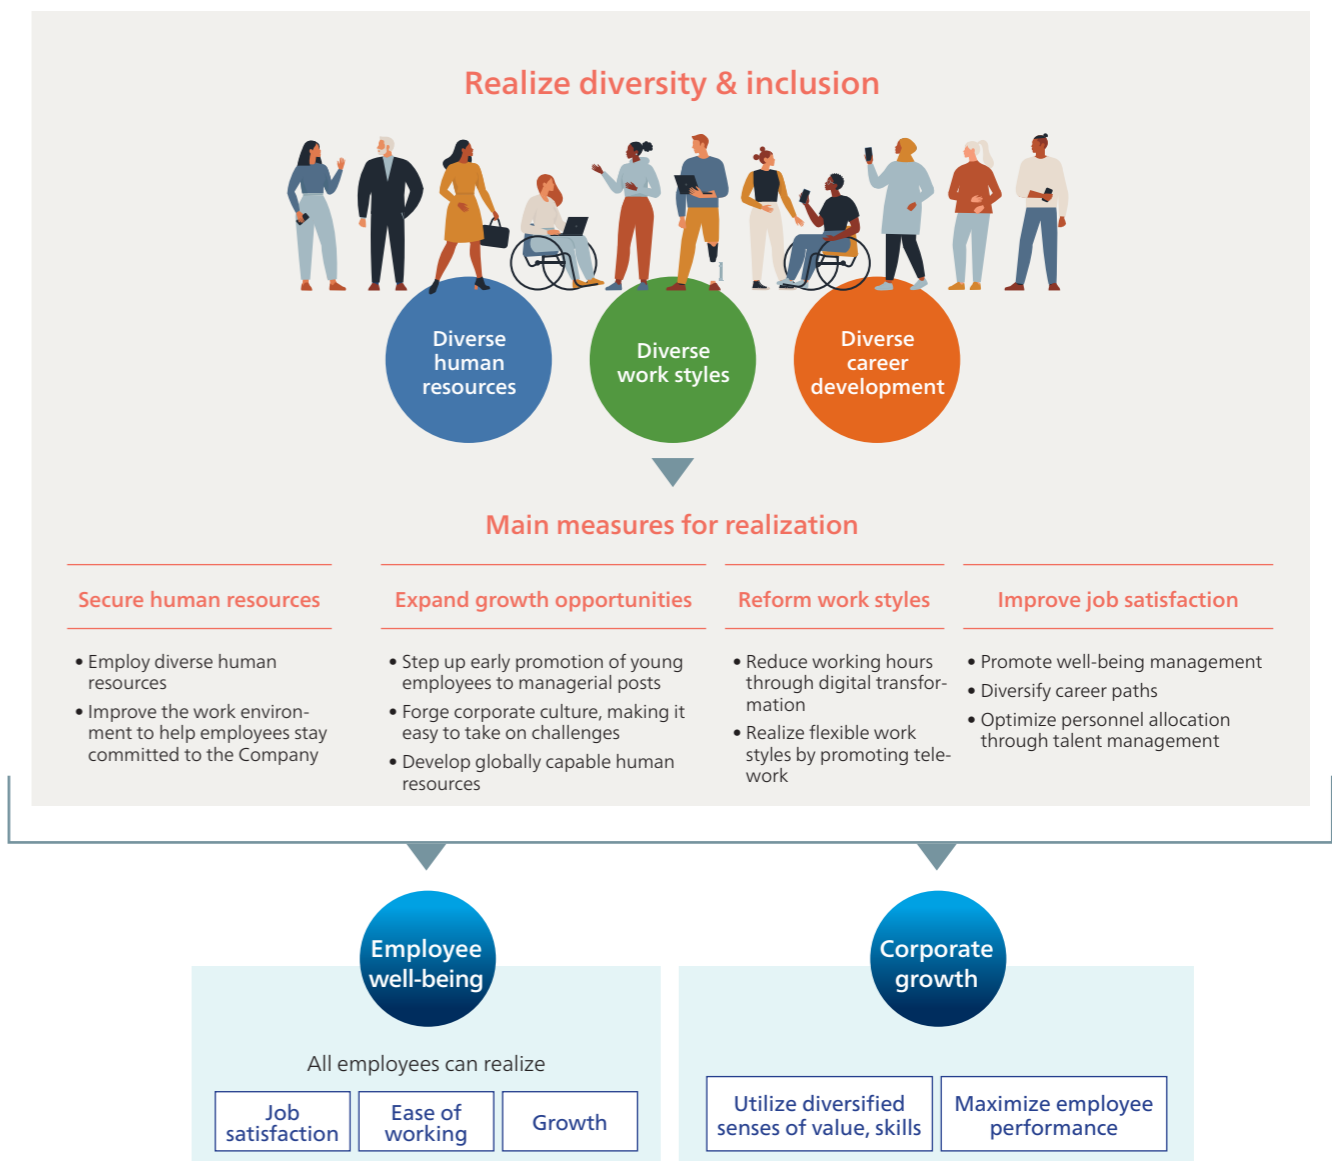 Realize diversity & inclusion
Diverse
human
resources
Diverse
work styles
Diverse
career
development
Main measures for realization
Secure human resources
• Employ diverse human
resources
• Improve the work environ-
ment to help employees stay
committed to the Company
Expand growth opportunities
• Step up early promotion of young
employees to managerial posts
• Forge corporate culture, making it
easy to take on challenges
• Develop globally capable human
resources
Reform work styles
• Reduce working hours
through digital transfor-
mation
• Realize flexible work
styles by promoting tele-
work
Improve job satisfaction
• Promote well-being management
• Diversify career paths
• Optimize personnel allocation
through talent management
Employee
well-being
All employees can realize
Job
satisfaction
Ease of
working
Growth
Corporate
growth
Utilize diversified
senses of value, skills
Maximize employee
performance